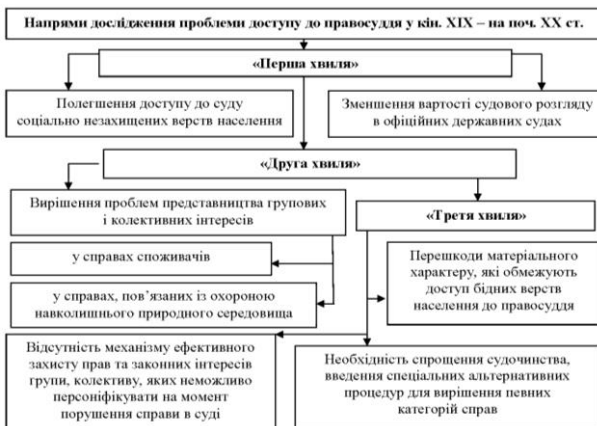 Напрями дослідження проблеми доступу до правосуддя у кін. ХІХ – на поч. ХХ ст.
«Перша хвиля»
Полегшення доступу до суду
соціально незахищених верств населення
Зменшення вартості судового розгляду
в офіційних державних судах
«Друга хвиля»
Вирішення проблем представництва групових
і колективних інтересів
«Третя хвиля»
у справах споживачів
у справах, пов’язаних із охороною
навколишнього природного середовища
Перешкоди матеріального
характеру, які обмежують
доступ бідних верств
населення до правосуддя
Відсутність механізму ефективного
захисту прав та законних інтересів
групи, колективу, яких неможливо
персоніфікувати на момент
порушення справи в суді
Необхідність спрощення судочинства,
введення спеціальних альтернативних
процедур для вирішення певних
категорій справ